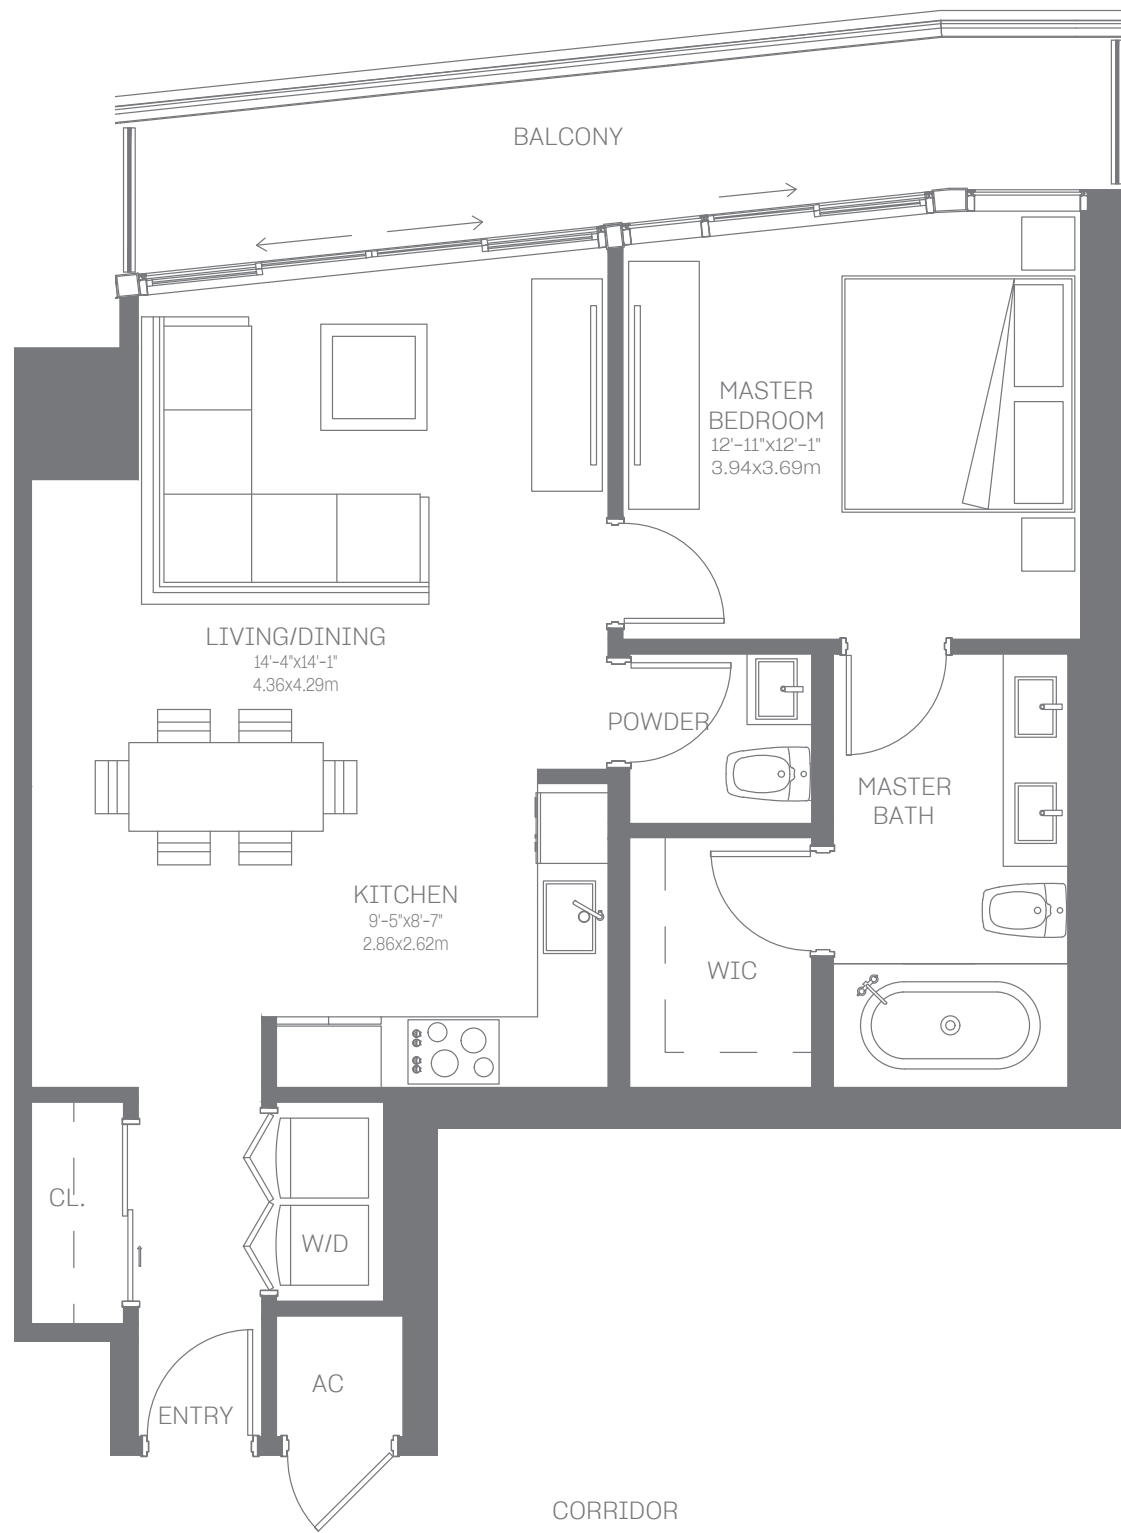 BALCONY
MASTER
BEDROOM
12'-11"x12'-1"
3.94x3.69m
LIVING/DINING
14'-4"x14'-1"
4.36x4.29m
POWDER
MASTER
BATH
KITCHEN
9'-5"x8'-7"
2.86x2.62m
WIC
CL.
W/D
AC
ENTRY
CORRIDOR